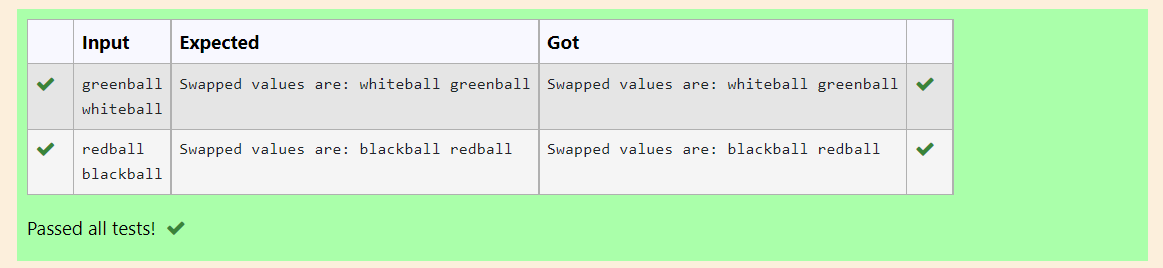 Input Expected Got
greenball Swapped values are: whiteball greenball Swapped values are: whiteball greenball
whiteball
redball Swapped values are: blackball redball Swapped values are: blackball redball
blackball
Passed all tests!